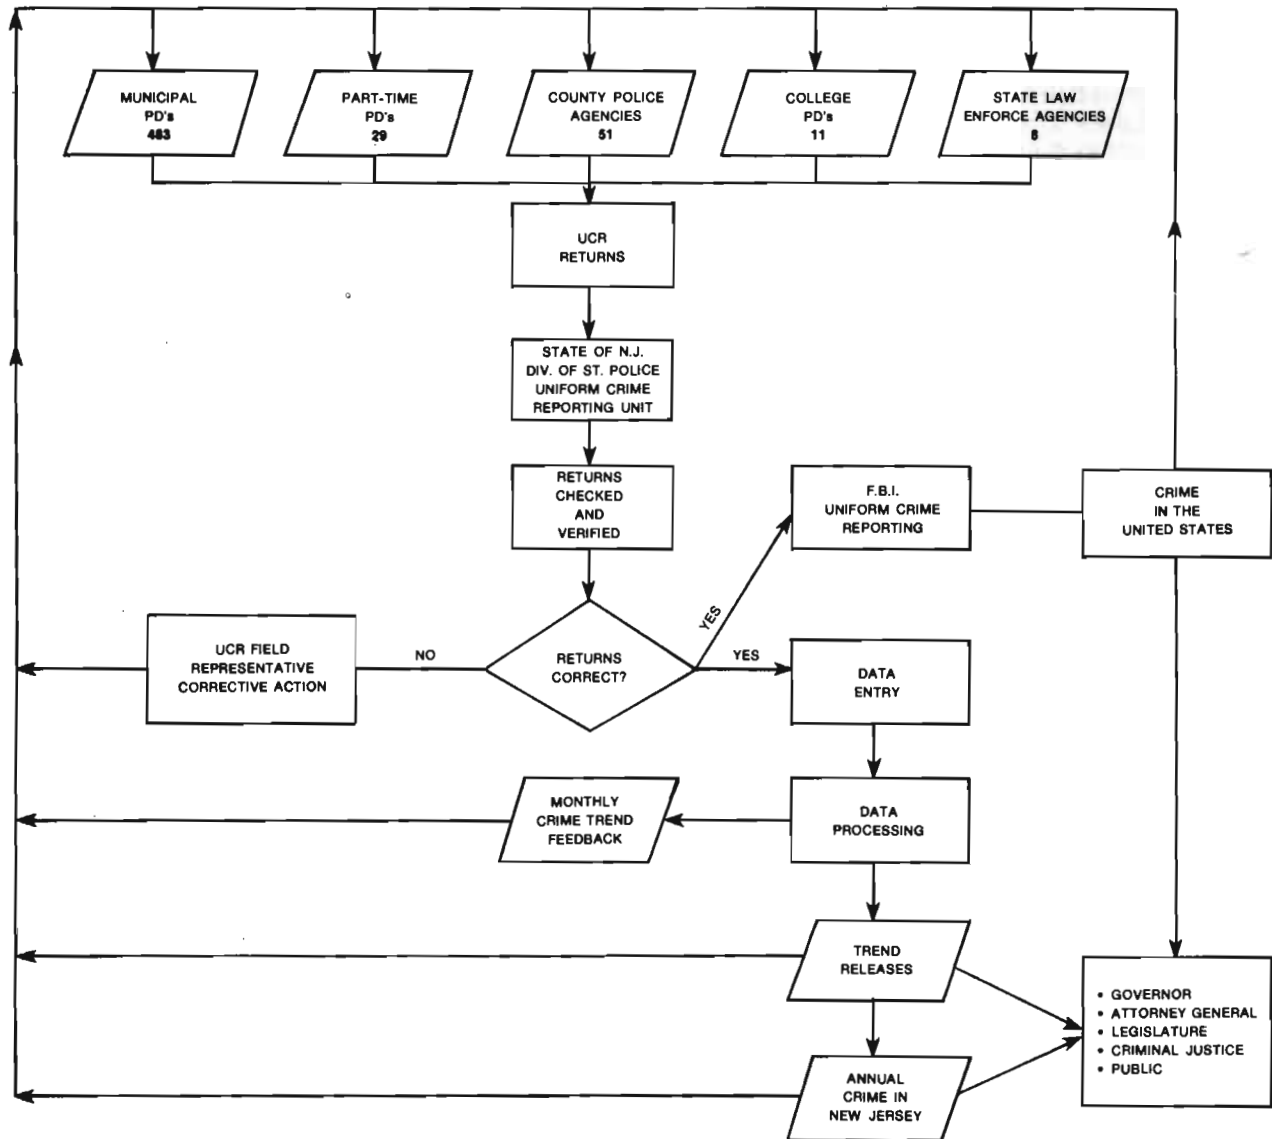 MUNICIPAL
PD's
483
PART-TIME
PD's
29
COUNTY POLICE
AGENCIES
51
COLLEGE
PD's
11
STATE LAW
ENFORCE AGENCIES
UCR
RETURNS
STATE OF N.J.
DIV. OF ST. POLICE
UNIFORM CRIME
REPORTING UNIT
RETURNS
CHECKED
AND
VERIFIED
F.B.I.
UNIFORM CRIME
REPORTING
CRIME
IN THE
UNITED STATES
UCR FIELD
REPRESENTATIVE
CORRECTIVE ACTION
NO
RETURNS
CORRECT?
YES
YES
DATA
ENTRY
MONTHLY
CRIME TREND
FEEDBACK
DATA
PROCESSING
TREND
RELEASES
• GOVERNOR
• ATTORNEY GENERAL
• LEGISLATURE
• CRIMINAL JUSTICE
• PUBLIC
ANNUAL
CRIME IN
NEW JERSEY